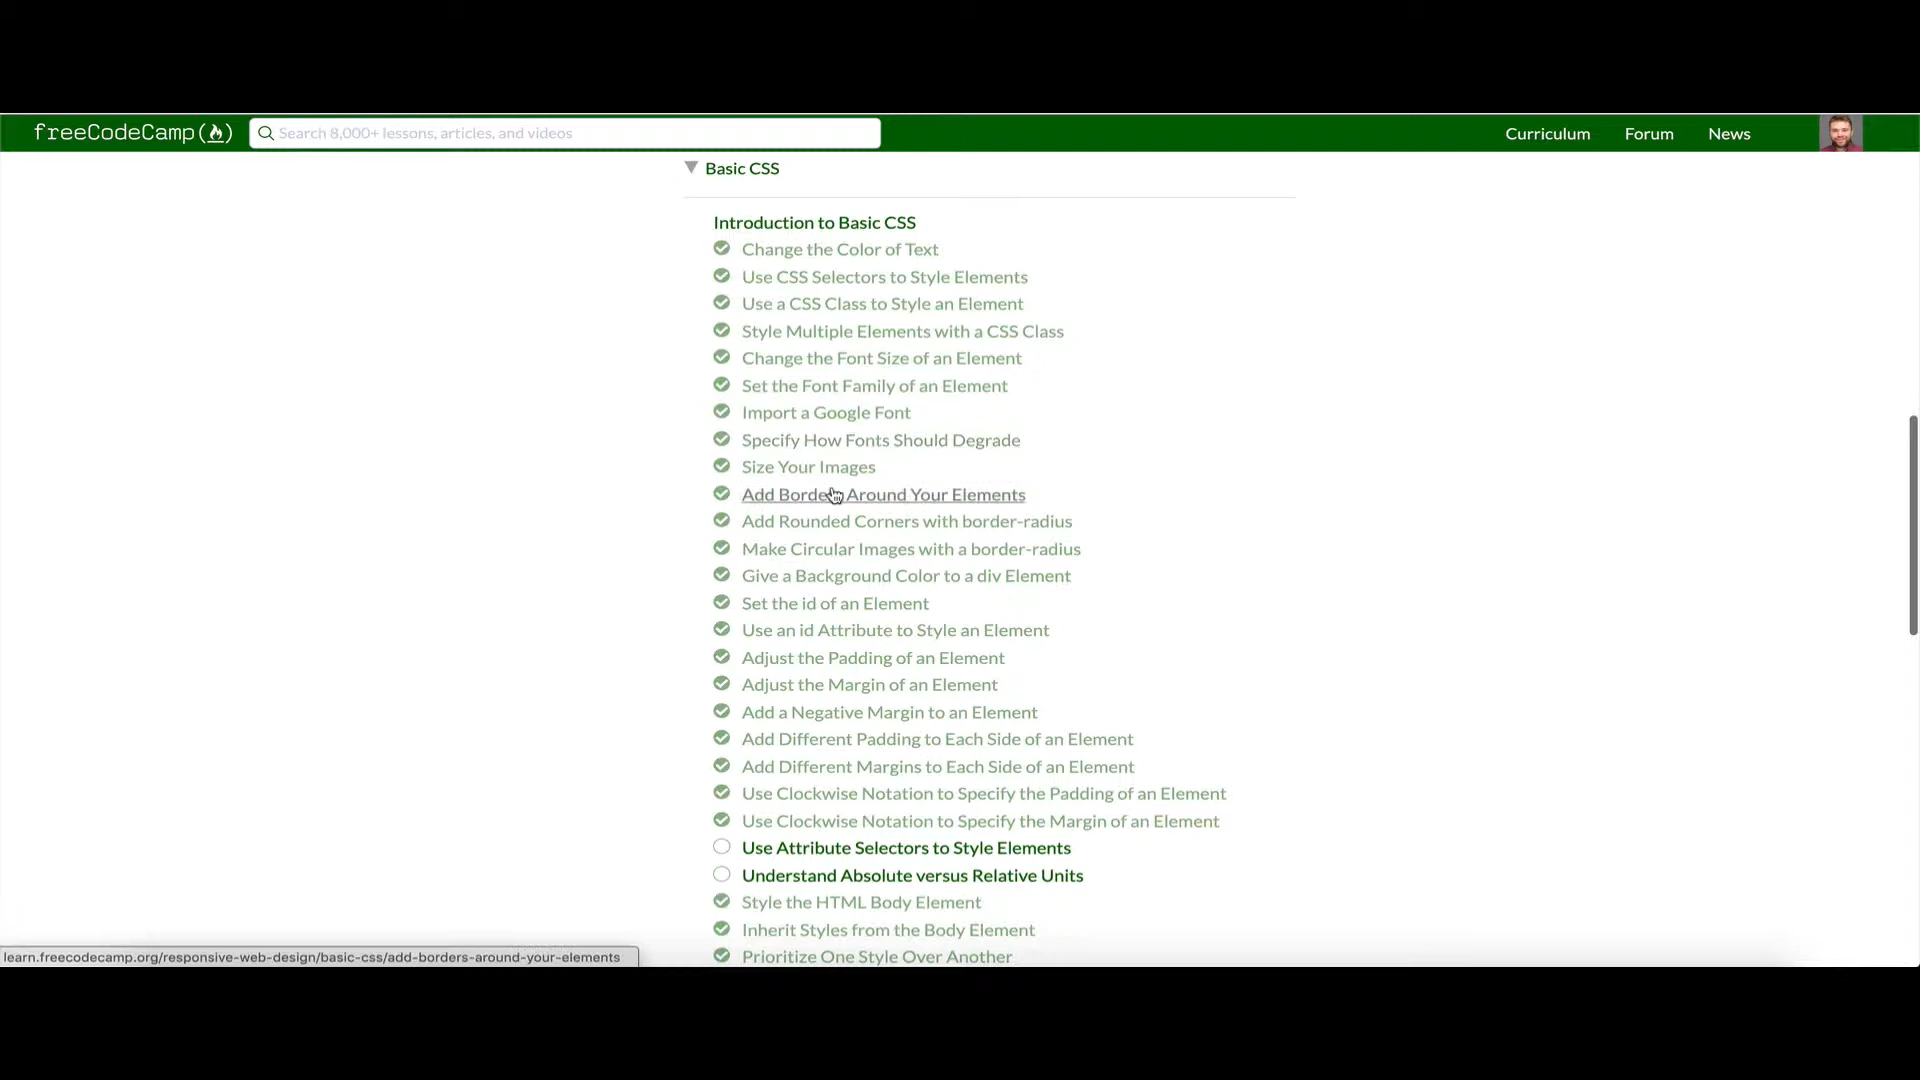 freeCodeCamp
Search 8,000+ lessons, articles, and videos
Curriculum
Forum
News
Basic CSS
Introduction to Basic CSS
Change the Color of Text
Use CSS Selectors to Style Elements
Use a CSS Class to Style an Element
Style Multiple Elements with a CSS Class
Change the Font Size of an Element
Set the Font Family of an Element
Import a Google Font
Specify How Fonts Should Degrade
Size Your Images
Add Borders Around Your Elements
Add Rounded Corners with border-radius
Make Circular Images with a border-radius
Give a Background Color to a div Element
Set the id of an Element
Use an id Attribute to Style an Element
Adjust the Padding of an Element
Adjust the Margin of an Element
Add a Negative Margin to an Element
Add Different Padding to Each Side of an Element
Add Different Margins to Each Side of an Element
Use Clockwise Notation to Specify the Padding of an Element
Use Clockwise Notation to Specify the Margin of an Element
Use Attribute Selectors to Style Elements
Understand Absolute versus Relative Units
Style the HTML Body Element
Inherit Styles from the Body Element
Prioritize One Style Over Another
learn.freecodecamp.org/responsive-web-design/basic-css/add-borders-around-your-elements